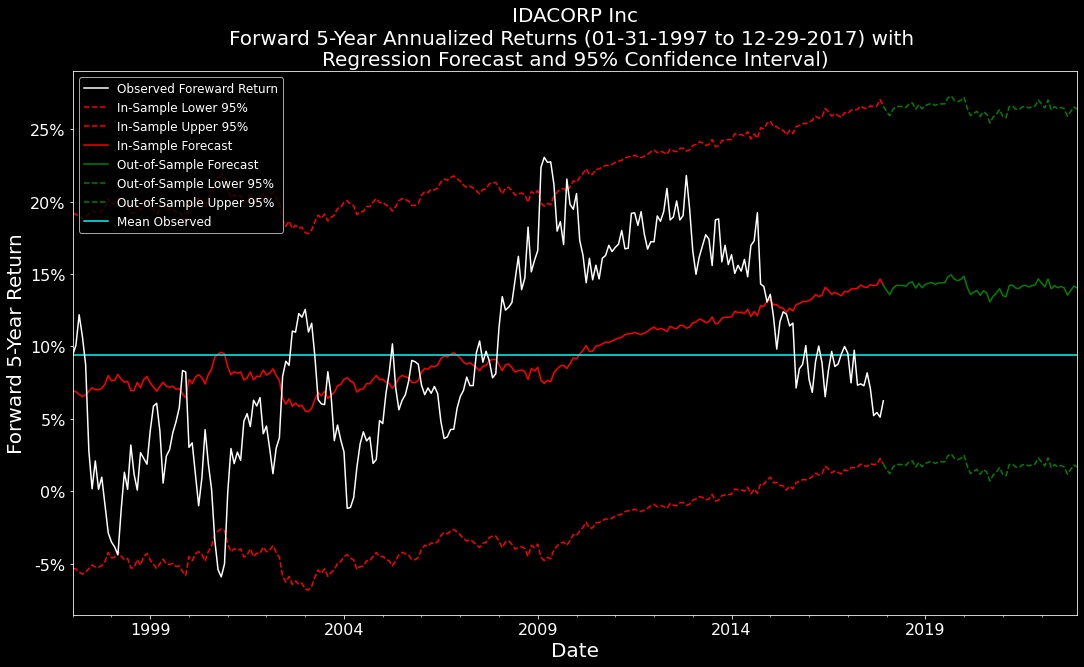 IDACORP Inc
Forward 5-Year Annualized Returns (01-31-1997 to 12-29-2017) with
Regression Forecast and 95% Confidence Interval)
Observed Foreward Return
In-Sample Lower 95%
In-Sample Upper 95%
In-Sample Forecast
Out-of-Sample Forecast
Out-of-Sample Lower 95%
Out-of-Sample Upper 95%
Mean Observed
Forward 5-Year Return
25%
20%
15%
10%
5%
0%
-5%
1999
2004
2009
2014
2019
Date